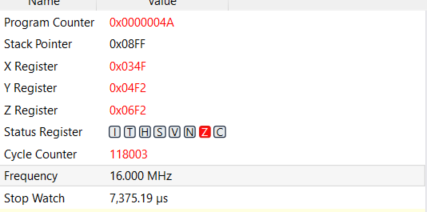 Name Value
Program Counter 0x0000004A
Stack Pointer 0x08FF
X Register 0x034F
Y Register 0x04F2
Z Register 0x06F2
Status Register I T H S V N Z C
Cycle Counter 118003
Frequency 16.000 MHz
Stop Watch 7,375.19 µs